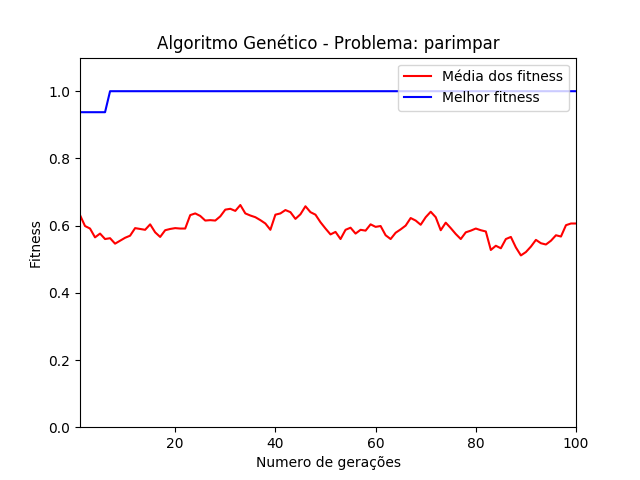 Algoritmo Genético - Problema: parimpar
Média dos fitness
Melhor fitness
1.0
0.8
0.6
0.4
0.2
0.0
Fitness
20
40
60
80
100
Numero de gerações